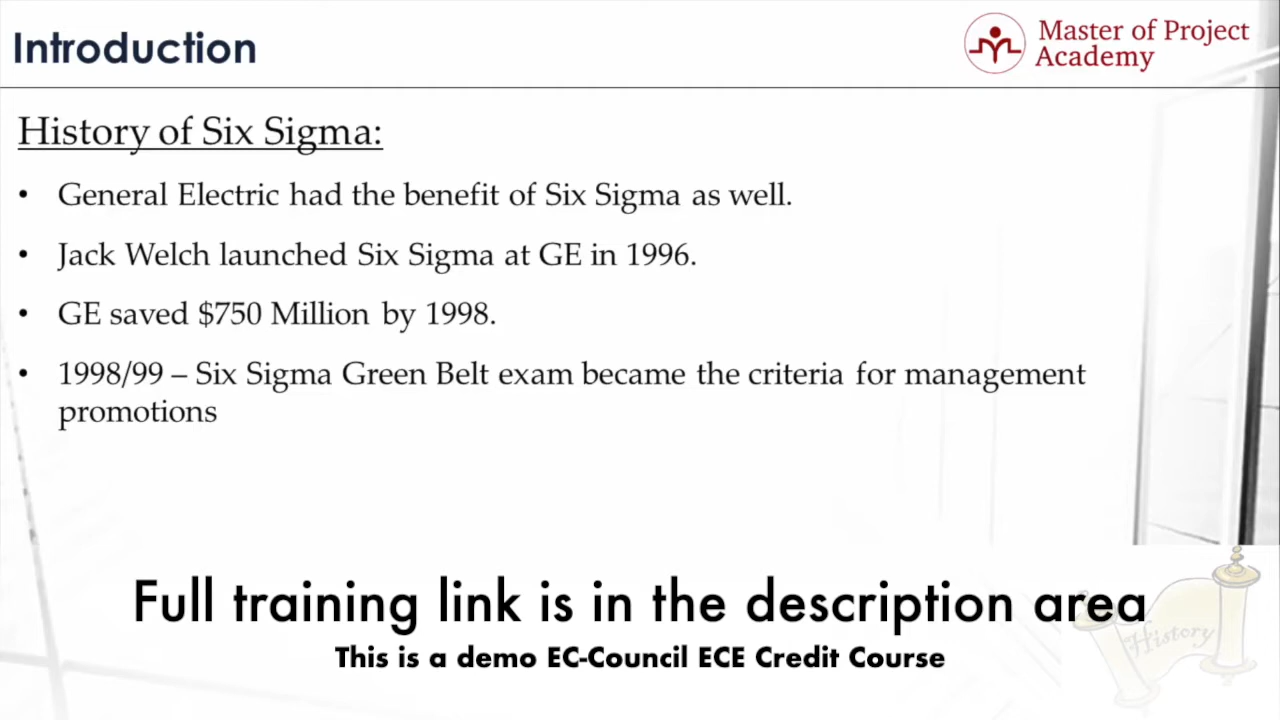 Introduction
Master of Project
Academy
History of Six Sigma:
• General Electric had the benefit of Six Sigma as well.
• Jack Welch launched Six Sigma at GE in 1996.
• GE saved $750 Million by 1998.
• 1998/99 – Six Sigma Green Belt exam became the criteria for management
promotions
Full training link is in the description area
History
This is a demo EC-Council ECE Credit Course